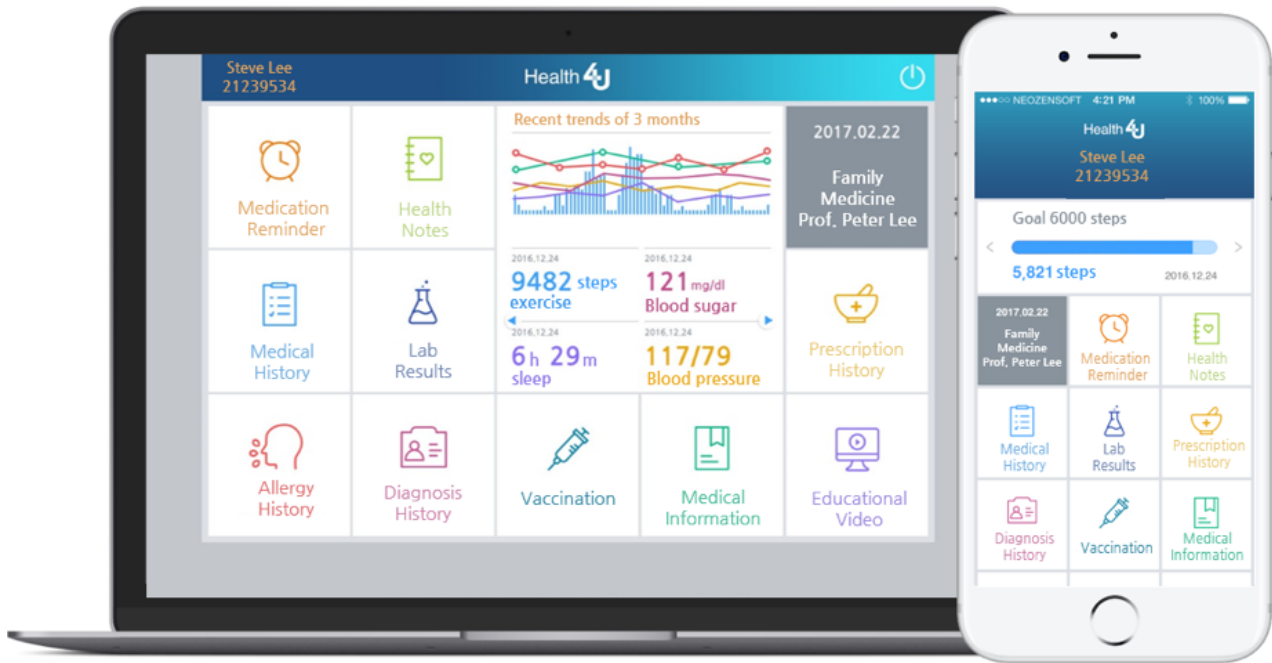 Steve Lee
21239534
Health 4U
Medication
Reminder
Health
Notes
Recent trends of 3 months
2017.02.22
Family
Medicine
Prof. Peter Lee
Medical
History
Lab
Results
2016.12.24
9482 steps
exercise
2016.12.24
121 mg/dl
Blood sugar
2016.12.24
6h 29m
sleep
2016.12.24
117/79
Blood pressure
Prescription
History
Allergy
History
Diagnosis
History
Vaccination
Medical
Information
Educational
Video
NEOZENSOFT 4:21 PM 100%
Health 4U
Steve Lee
21239534
Goal 6000 steps
< >
5,821 steps
2016.12.24
2017.02.22
Family
Medicine
Prof. Peter Lee
Medication
Reminder
Health
Notes
Medical
History
Lab
Results
Prescription
History
Diagnosis
History
Vaccination
Medical
Information